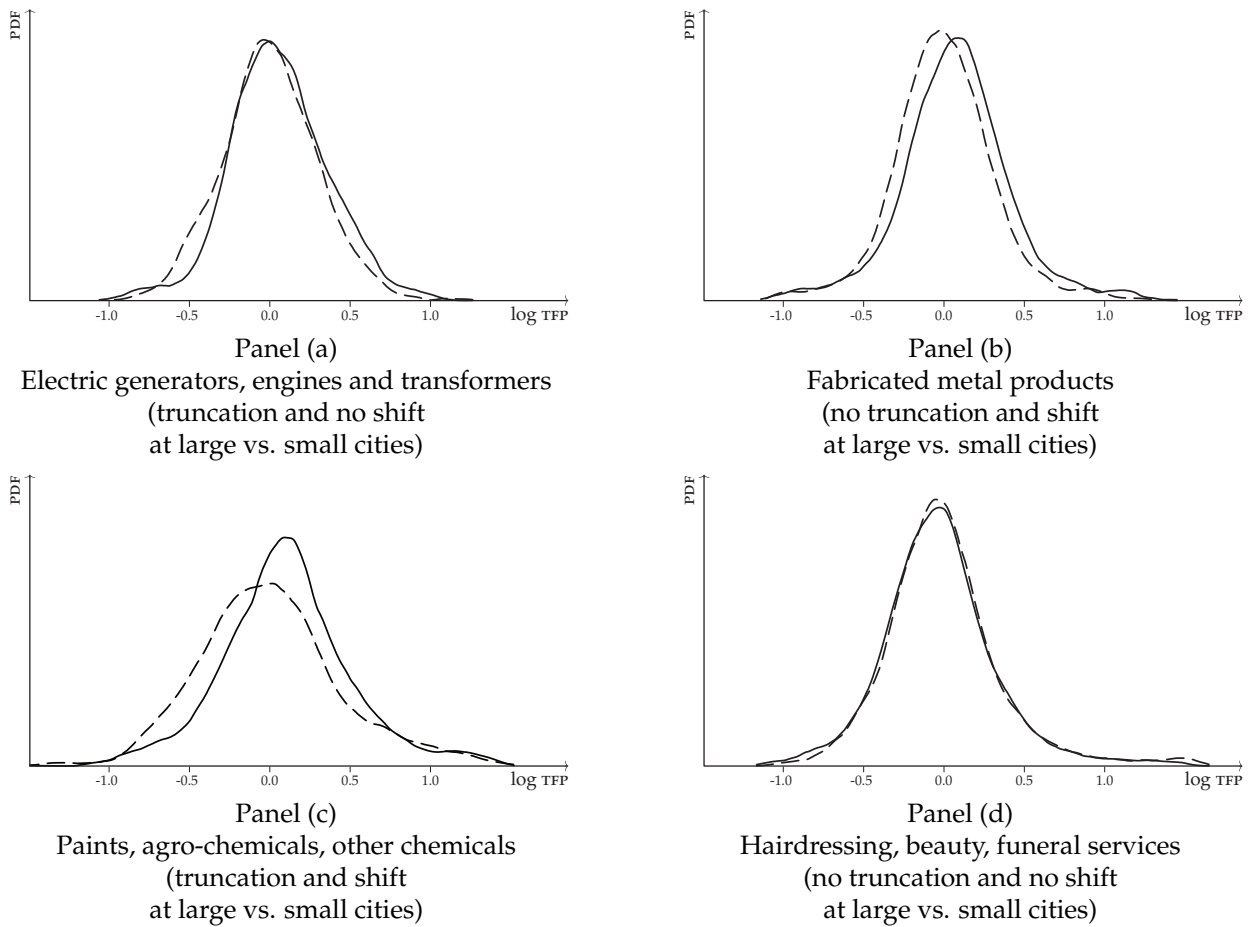 PDF
-1.0 -0.5 0.0 0.5 1.0 log TFP
Panel (a)
Electric generators, engines and transformers
(truncation and no shift
at large vs. small cities)
PDF
-1.0 -0.5 0.0 0.5 1.0 log TFP
Panel (b)
Fabricated metal products
(no truncation and shift
at large vs. small cities)
PDF
-1.0 -0.5 0.0 0.5 1.0 log TFP
Panel (c)
Paints, agro-chemicals, other chemicals
(truncation and shift
at large vs. small cities)
PDF
-1.0 -0.5 0.0 0.5 1.0 log TFP
Panel (d)
Hairdressing, beauty, funeral services
(no truncation and no shift
at large vs. small cities)